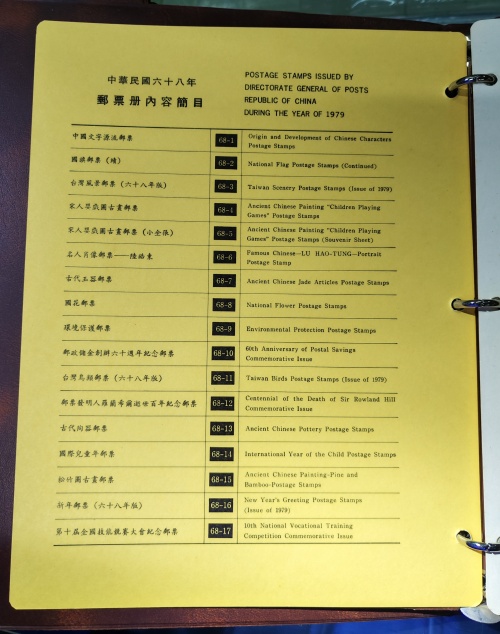 中華民國六十八年
郵票册內容簡目
POSTAGE STAMPS ISSUED BY
DIRECTORATE GENERAL OF POSTS
REPUBLIC OF CHINA
DURING THE YEAR OF 1979
中國文字源流郵票 68-1 Origin and Development of Chinese Characters
Postage Stamps
國旗郵票 (續) 68-2 National Flag Postage Stamps (Continued)
台灣風景郵票 (六十八年版) 68-3 Taiwan Scenery Postage Stamps (Issue of 1979)
宋人嬰戲圖古畫郵票 68-4 Ancient Chinese Painting "Children Playing
Games" Postage Stamps
宋人嬰戲圖古畫郵票 (小全張) 68-5 Ancient Chinese Painting "Children Playing
Games" Postage Stamps (Souvenir Sheet)
名人肖像郵票——陸皓東 68-6 Famous Chinese—LU HAO-TUNG—Portrait
Postage Stamp
古代玉器郵票 68-7 Ancient Chinese Jade Articles Postage Stamps
國花郵票 68-8 National Flower Postage Stamps
環境保護郵票 68-9 Environmental Protection Postage Stamps
郵政儲金創辦六十週年紀念郵票 68-10 60th Anniversary of Postal Savings
Commemorative Issue
台灣鳥類郵票 (六十八年版) 68-11 Taiwan Birds Postage Stamps (Issue of 1979)
郵票發明人羅蘭希爾逝世百年紀念郵票 68-12 Centennial of the Death of Sir Rowland Hill
Commemorative Issue
古代陶器郵票 68-13 Ancient Chinese Pottery Postage Stamps
國際兒童年郵票 68-14 International Year of the Child Postage Stamps
松竹圖古畫郵票 68-15 Ancient Chinese Painting-Pine and
Bamboo-Postage Stamps
新年郵票 (六十八年版) 68-16 New Year's Greeting Postage Stamps
(Issue of 1979)
第十屆全國技能競賽大會紀念郵票 68-17 10th National Vocational Training
Competition Commemorative Issue